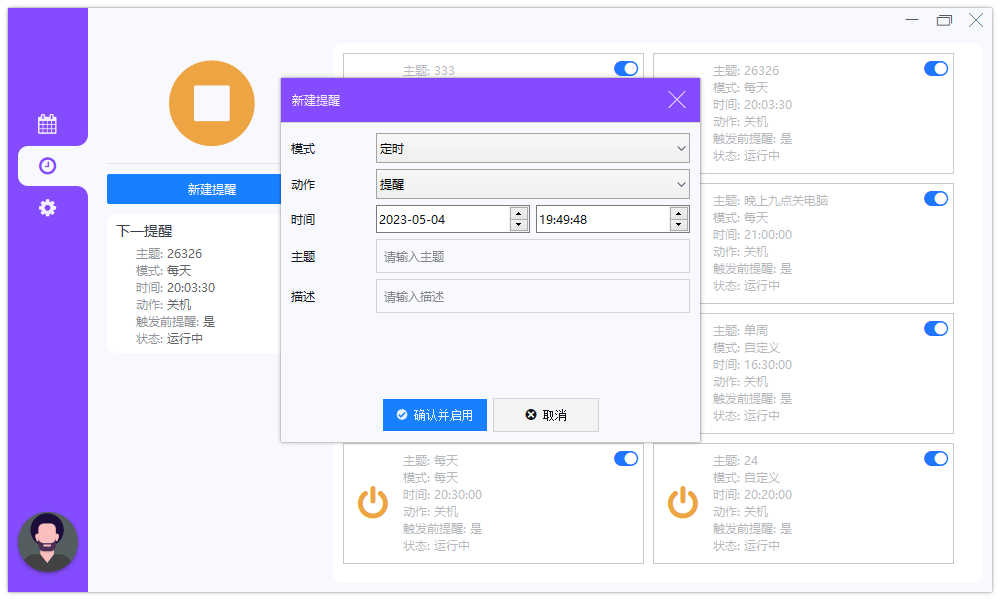 新建提醒
下一提醒
主题: 26326
模式: 每天
时间: 20:03:30
动作: 关机
触发前提醒: 是
状态: 运行中
主题: 333
主题: 26326
模式: 每天
时间: 20:03:30
动作: 关机
触发前提醒: 是
状态: 运行中
主题: 晚上九点关电脑
模式: 每天
时间: 21:00:00
动作: 关机
触发前提醒: 是
状态: 运行中
主题: 单周
模式: 自定义
时间: 16:30:00
动作: 关机
触发前提醒: 是
状态: 运行中
主题: 每天
模式: 每天
时间: 20:30:00
动作: 关机
触发前提醒: 是
状态: 运行中
主题: 24
模式: 自定义
时间: 20:20:00
动作: 关机
触发前提醒: 是
状态: 运行中
新建提醒
模式 定时
动作 提醒
时间 2023-05-04 19:49:48
主题 请输入主题
描述 请输入描述
确认并启用 取消